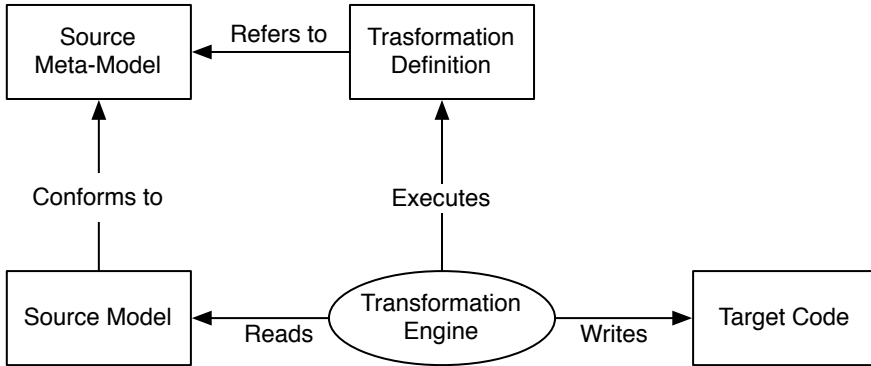 Source
Meta-Model
Refers to
Trasformation
Definition
Conforms to
Executes
Source Model
Reads
Transformation
Engine
Writes
Target Code